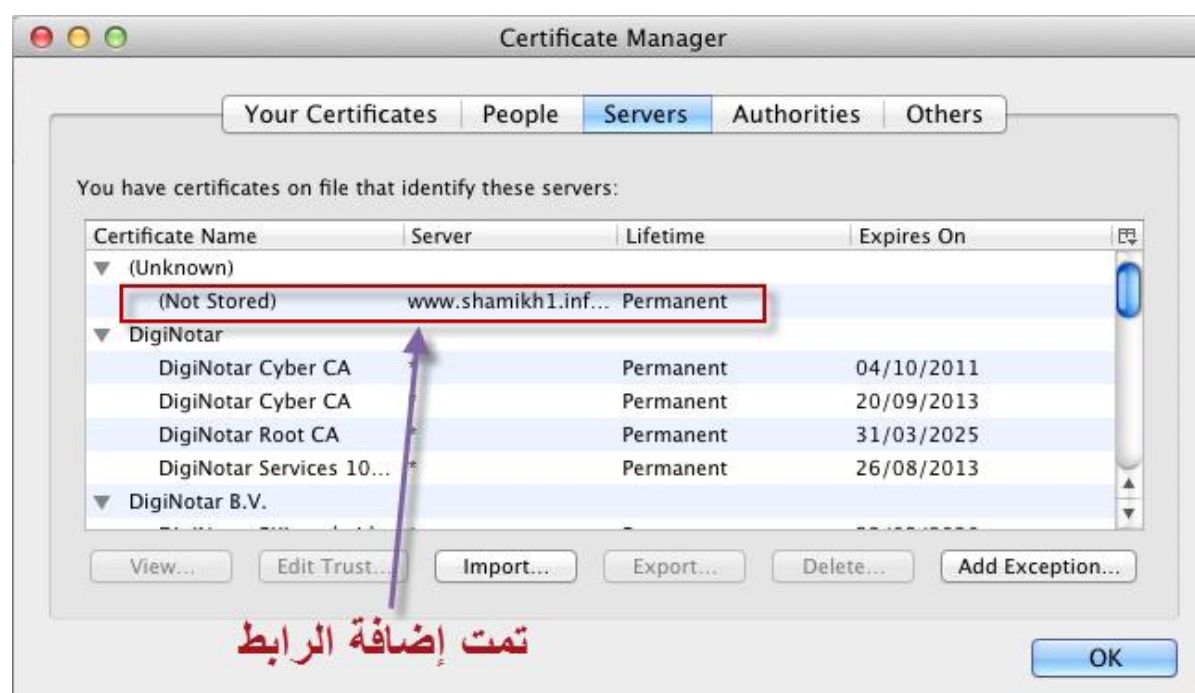 Certificate Manager
Your Certificates People Servers Authorities Others
You have certificates on file that identify these servers:
Certificate Name Server Lifetime Expires On
(Unknown)
(Not Stored) www.shamikh1.inf... Permanent
DigiNotar
DigiNotar Cyber CA * Permanent 04/10/2011
DigiNotar Cyber CA * Permanent 20/09/2013
DigiNotar Root CA * Permanent 31/03/2025
DigiNotar Services 10... * Permanent 26/08/2013
DigiNotar B.V.
View... Edit Trust... Import... Export... Delete... Add Exception...
تمت إضافة الرابط
OK